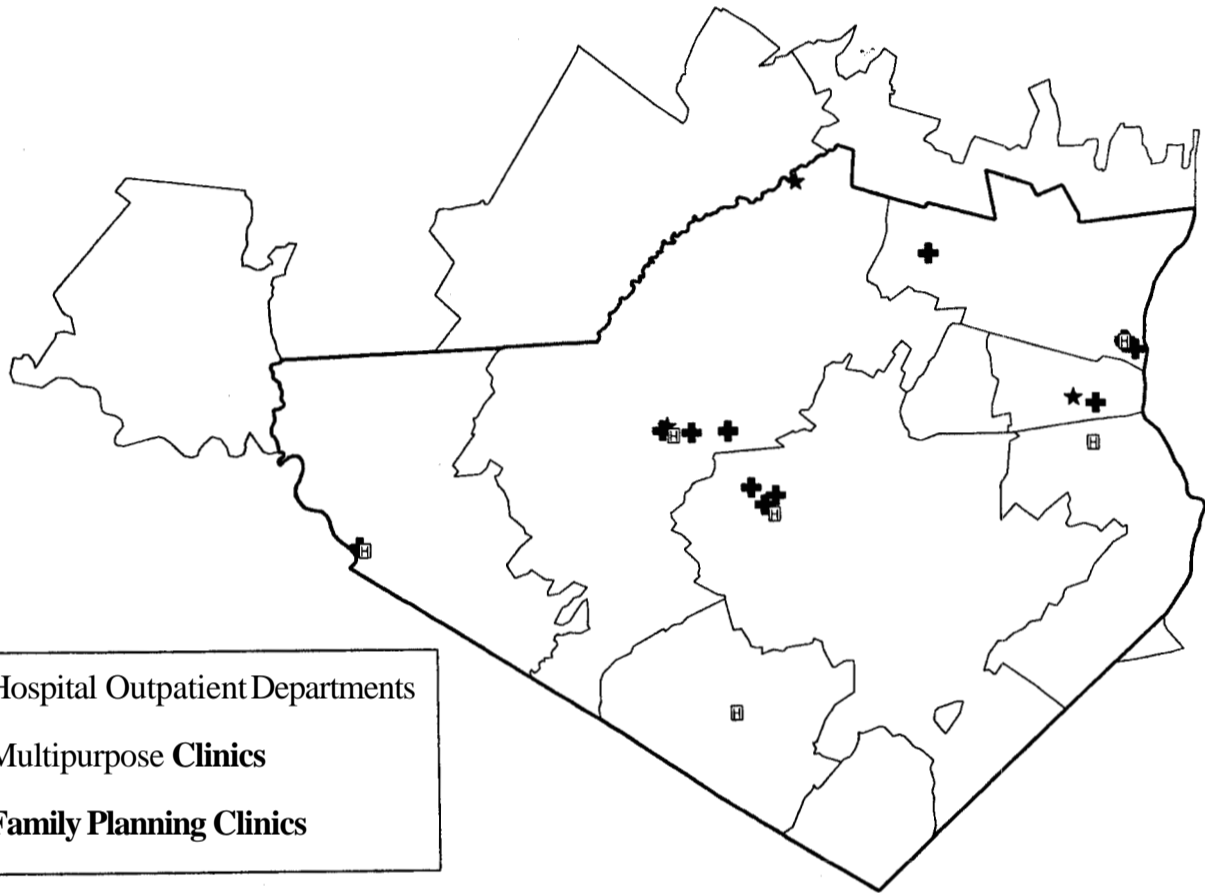 H
H
H
H
H
H
Hospital Outpatient Departments
Multipurpose Clinics
Family Planning Clinics